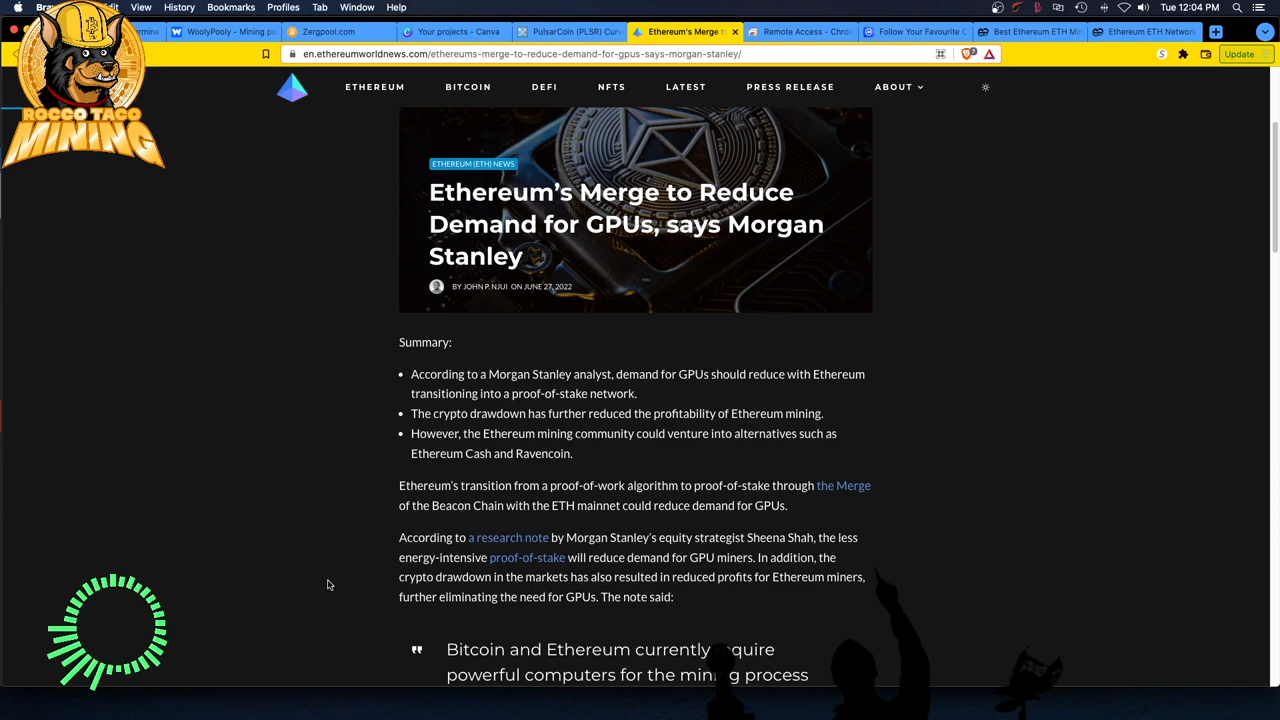 Brav
View
History
Bookmarks
Profiles
Tab
Window
Help
Tue 12:04 PM
ermine
WoolyPooly - Mining po
Zergpool.com
Your projects - Canva
PulsarCoin (PLSR) Curr
Ethereum's Merge to
Remote Access - Chrom
Follow Your Favourite C
Best Ethereum ETH Min
Ethereum ETH Network
en.ethereumworldnews.com/ethereums-merge-to-reduce-demand-for-gpus-says-morgan-stanley/
Update
ROCCO TACO
MINING
ETHEREUM
BITCOIN
DEFI
NFTS
LATEST
PRESS RELEASE
ABOUT
ETHEREUM (ETH) NEWS
Ethereum's Merge to Reduce
Demand for GPUs, says Morgan
Stanley
BY JOHN P. NJUI ON JUNE 27, 2022
Summary:
• According to a Morgan Stanley analyst, demand for GPUs should reduce with Ethereum
transitioning into a proof-of-stake network.
• The crypto drawdown has further reduced the profitability of Ethereum mining.
• However, the Ethereum mining community could venture into alternatives such as
Ethereum Cash and Ravencoin.
Ethereum's transition from a proof-of-work algorithm to proof-of-stake through the Merge
of the Beacon Chain with the ETH mainnet could reduce demand for GPUs.
According to a research note by Morgan Stanley's equity strategist Sheena Shah, the less
energy-intensive proof-of-stake will reduce demand for GPU miners. In addition, the
crypto drawdown in the markets has also resulted in reduced profits for Ethereum miners,
further eliminating the need for GPUs. The note said:
" Bitcoin and Ethereum currently require
powerful computers for the mining process